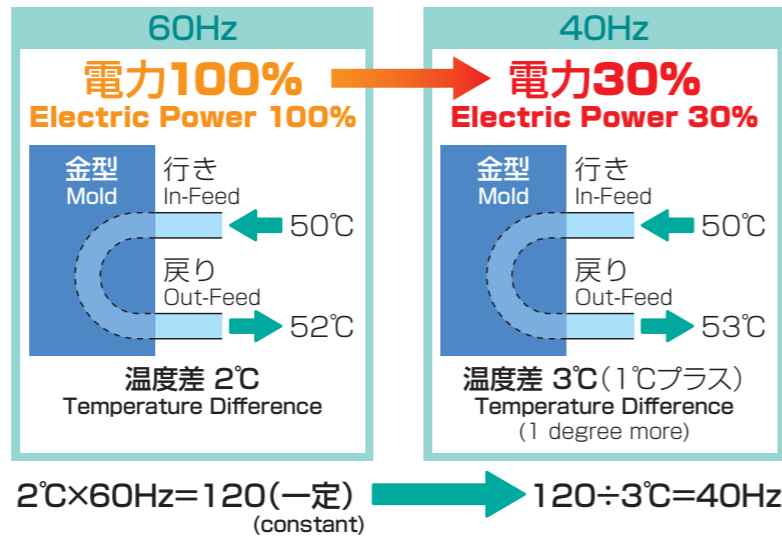 60Hz
電力100%
Electric Power 100%
金型
Mold
行き
In-Feed
50℃
戻り
Out-Feed
52℃
温度差 2℃
Temperature Difference
40Hz
電力30%
Electric Power 30%
金型
Mold
行き
In-Feed
50℃
戻り
Out-Feed
53℃
温度差 3℃(1℃プラス)
Temperature Difference
(1 degree more)
2℃×60Hz=120(一定)
(constant)
120÷3℃=40Hz